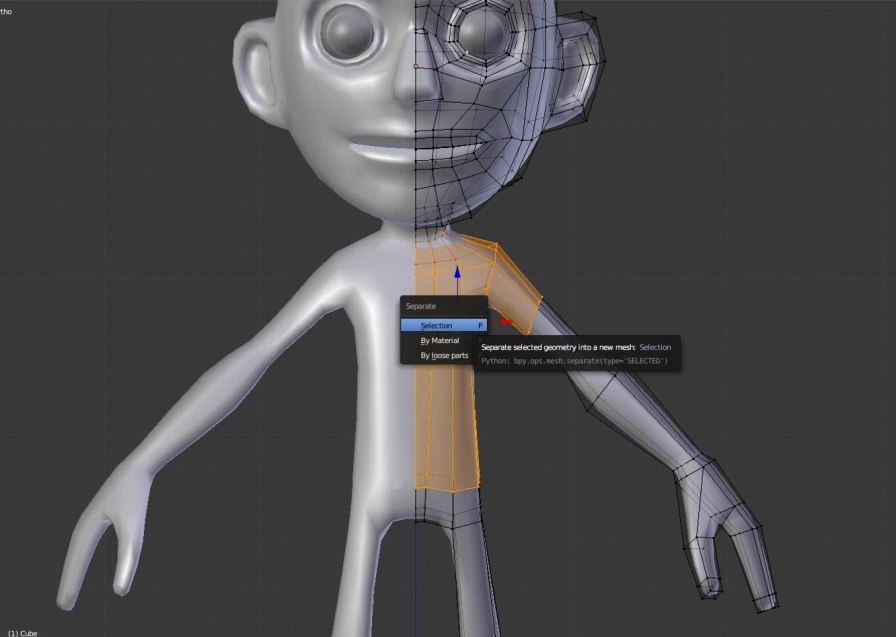 tho
Separate
Selection P
By Material
By loose parts
Separate selected geometry into a new mesh: Selection
Python: bpy.ops.mesh.separate(type='SELECTED')
(1) Cube